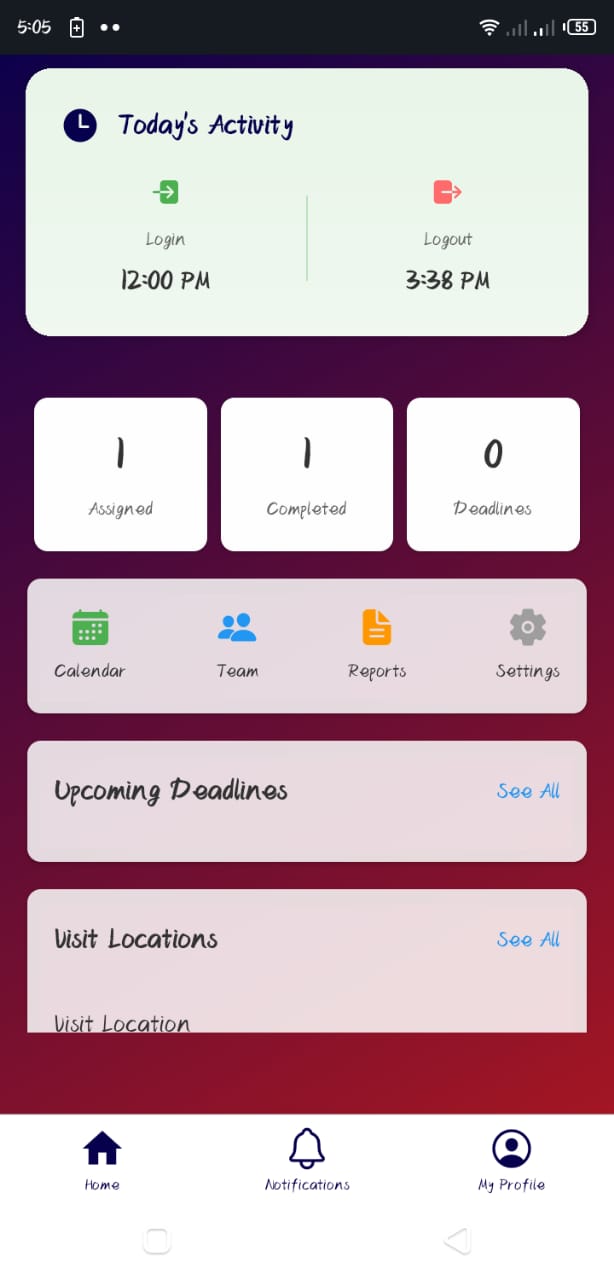 5:05
55
Today's Activity
Login
Logout
12:00 PM
3:38 PM
1
1
0
Assigned
Completed
Deadlines
Calendar
Team
Reports
Settings
Upcoming Deadlines
See All
Visit Locations
See All
Visit Location
Home
Notifications
My Profile